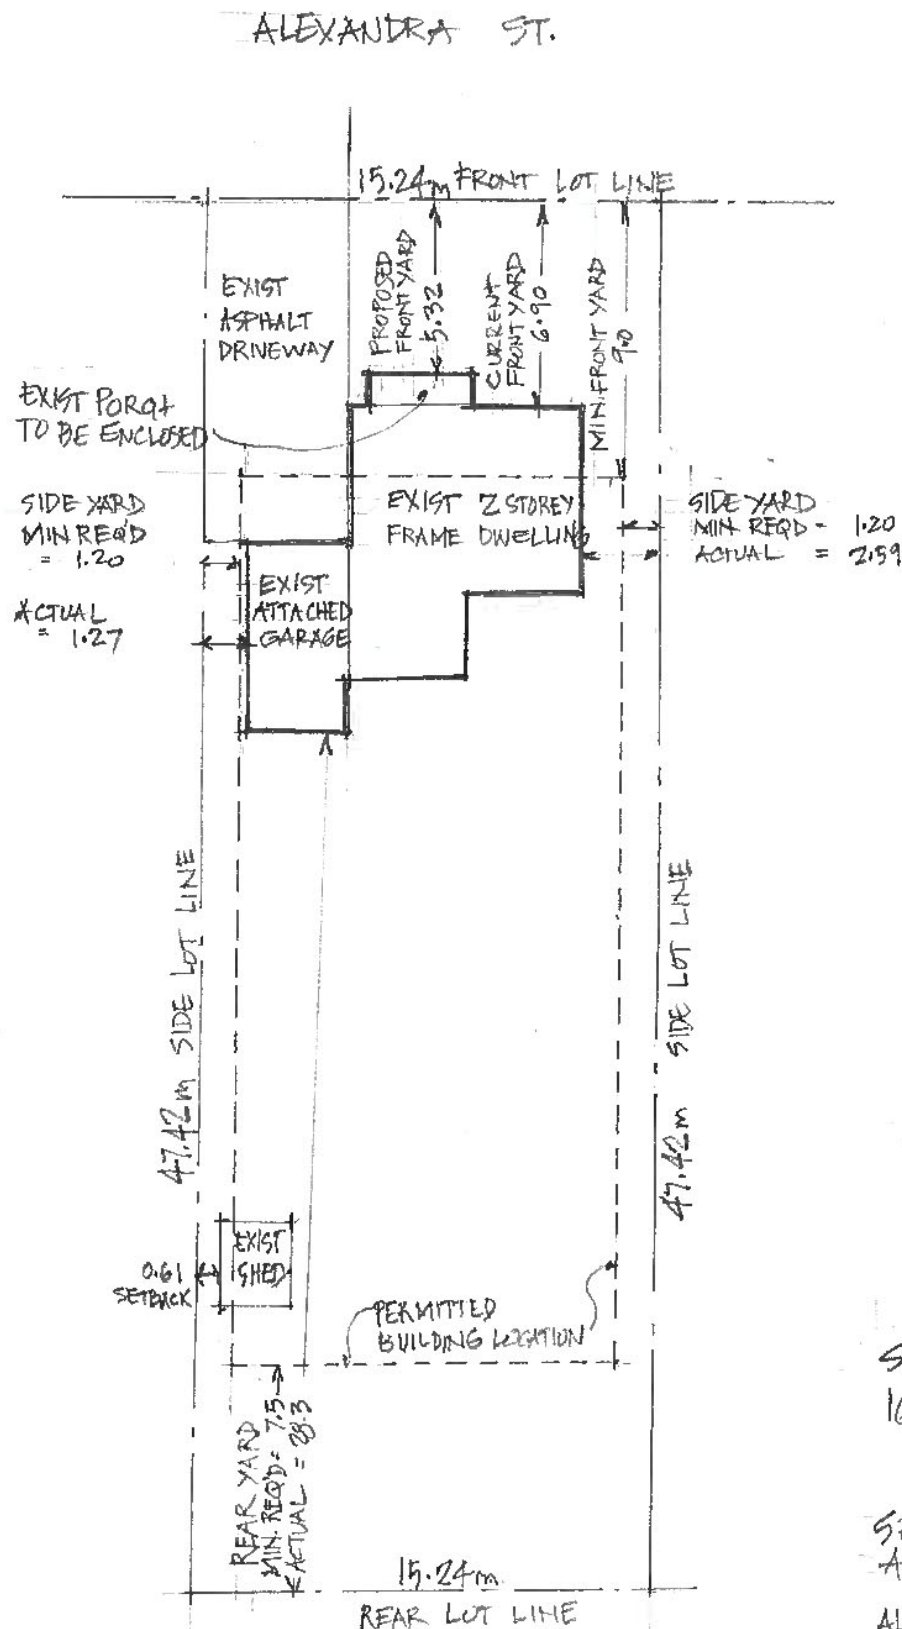 ALEXANDRA ST.
15.24m FRONT LOT LINE
EXIST
ASPHALT
DRIVEWAY
PROPOSED
FRONT YARD
5.32
CURRENT
FRONT YARD
6.90
MIN. FRONT YARD
9.0
EXIST PORCH
TO BE ENCLOSED
SIDE YARD
MIN REQ'D
= 1.20
ACTUAL
= 1.27
EXIST 2 STOREY
FRAME DWELLING
SIDE YARD
MIN. REQD - 1.20
ACTUAL = 2.59
EXIST
ATTACHED
GARAGE
47.42m SIDE LOT LINE
47.42m SIDE LOT LINE
EXIST
SHED
0.61
SETBACK
PERMITTED
BUILDING LOCATION
REAR YARD
MIN. REQ'D = 7.5
ACTUAL = 28.3
15.24m
REAR LOT LINE